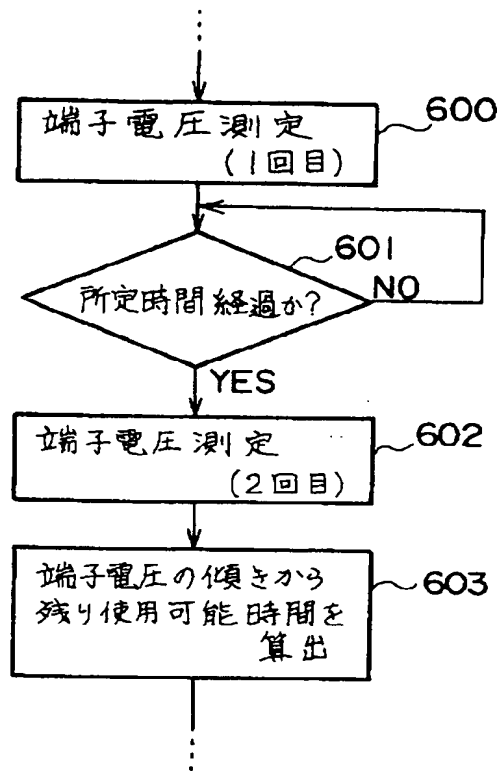 端子電圧測定
(1回目)
600
601
所定時間経過か?
NO
YES
端子電圧測定
(2回目)
602
端子電圧の傾きから
残り使用可能時間を
算出
603